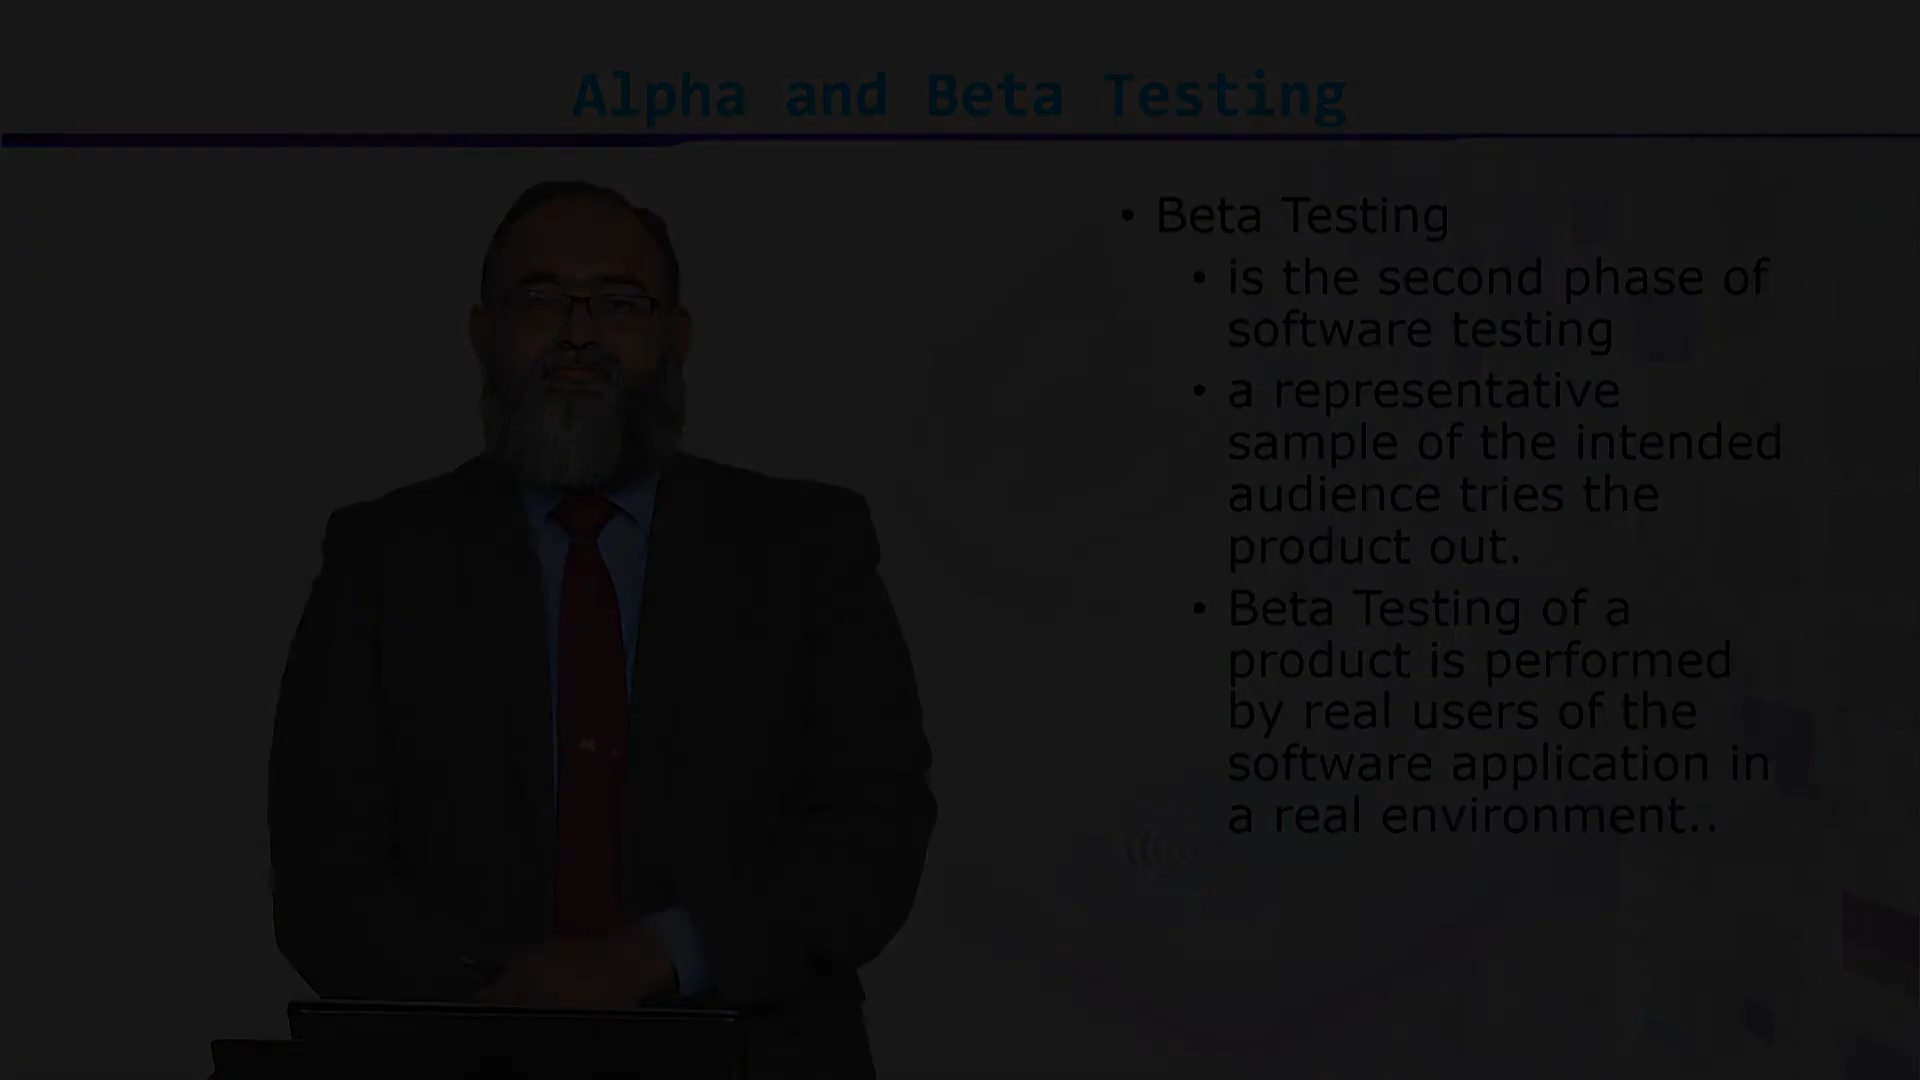 Alpha and Beta Testing
• Beta Testing
• is the second phase of
software testing
• a representative
sample of the intended
audience tries the
product out.
• Beta Testing of a
product is performed
by real users of the
software application in
a real environment..